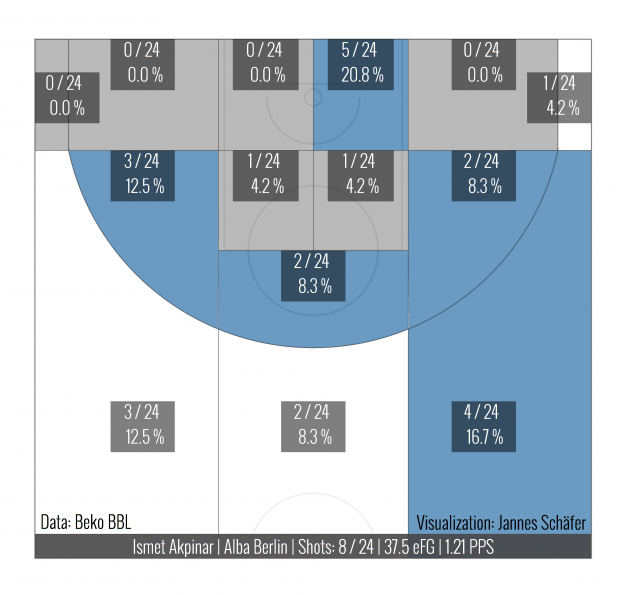 0 / 24
0.0 %
0 / 24
0.0 %
5 / 24
20.8 %
0 / 24
0.0 %
0 / 24
0.0 %
1 / 24
4.2 %
3 / 24
12.5 %
1 / 24
4.2 %
1 / 24
4.2 %
2 / 24
8.3 %
2 / 24
8.3 %
3 / 24
12.5 %
2 / 24
8.3 %
4 / 24
16.7 %
Data: Beko BBL
Visualization: Jannes Schäfer
Ismet Akpinar | Alba Berlin | Shots: 8 / 24 | 37.5 eFG | 1.21 PPS